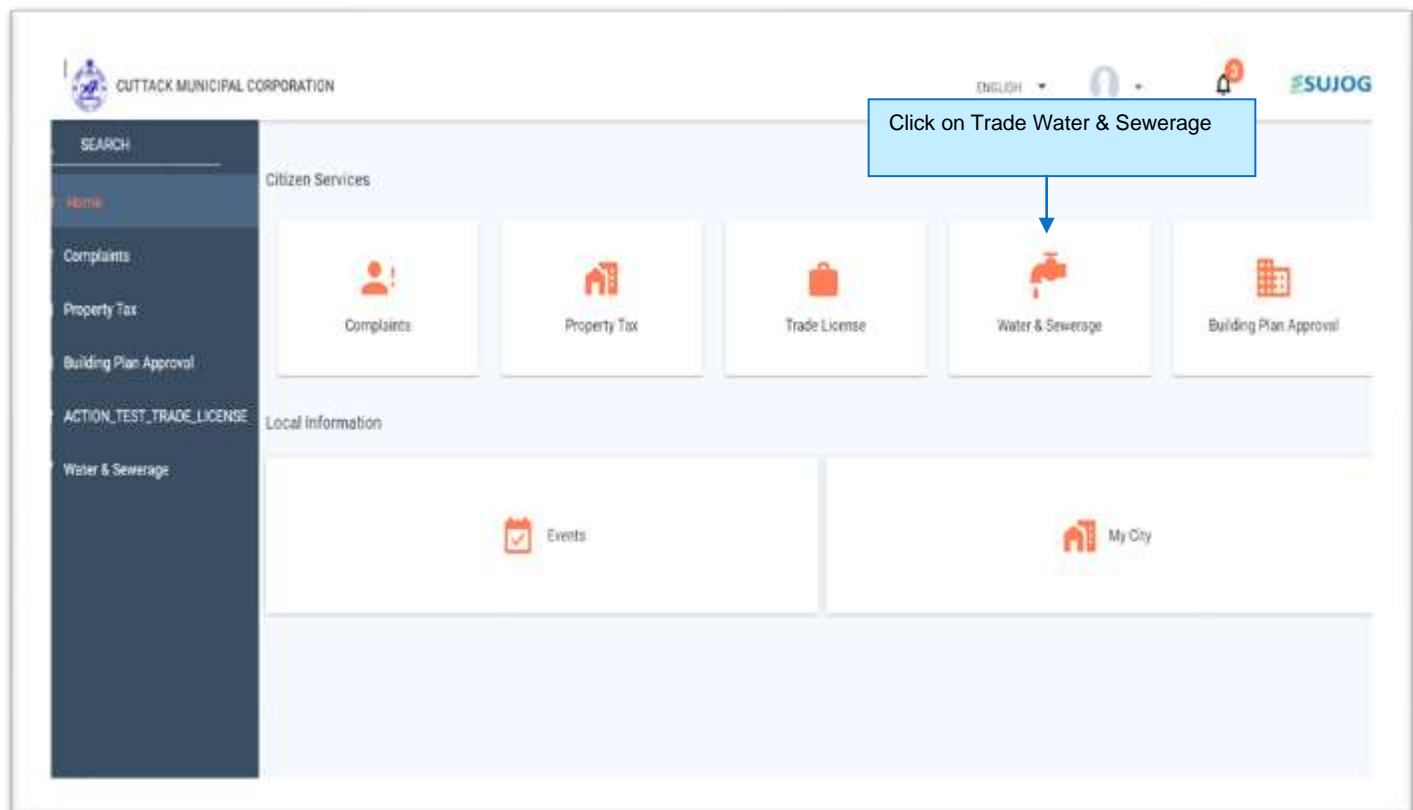 CUTTACK MUNICIPAL CORPORATION
ENGLISH
3
SUJOG
Click on Trade Water & Sewerage
SEARCH
Home
Complaints
Property Tax
Building Plan Approval
ACTION_TEST_TRADE_LICENSE
Water & Sewerage
Citizen Services
Complaints
Property Tax
Trade License
Water & Sewerage
Building Plan Approval
Local Information
Events
My City